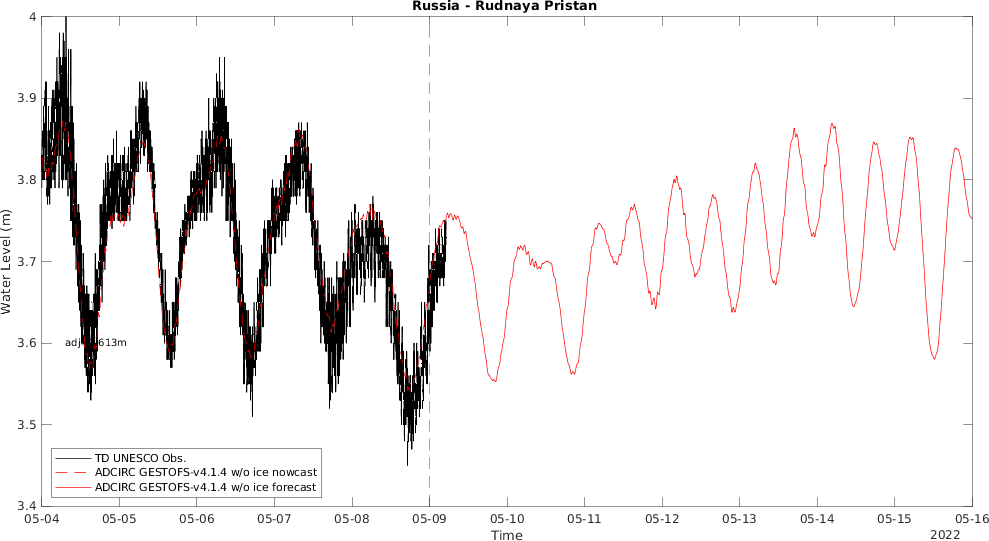 Russia - Rudnaya Pristan
4
3.9
3.8
3.7
3.6
3.5
3.4
Water Level (m)
adj 613m
TD UNESCO Obs.
ADCIRC GESTOFS-v4.1.4 w/o ice nowcast
ADCIRC GESTOFS-v4.1.4 w/o ice forecast
05-04 05-05 05-06 05-07 05-08 05-09 05-10 05-11 05-12 05-13 05-14 05-15 05-16
Time
2022